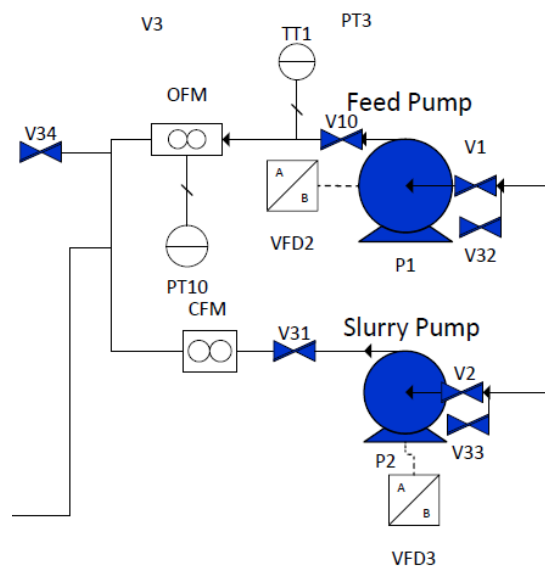 V3
PT3
TT1
OFM
Feed Pump
V34
V10
V1
A
B
VFD2
V32
P1
PT10
CFM
Slurry Pump
V31
V2
P2
V33
A
B
VFD3